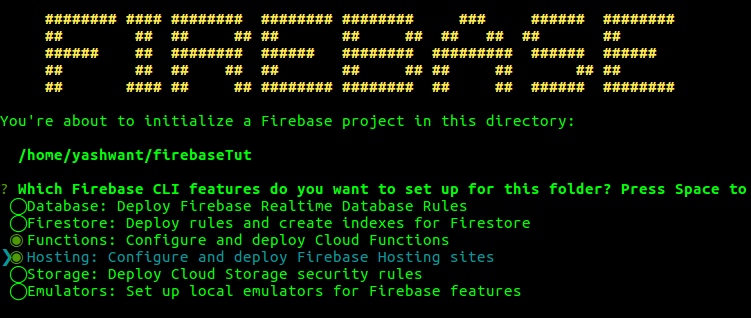 FIREBASE
You're about to initialize a Firebase project in this directory:
/home/yashwant/firebaseTut
? Which Firebase CLI features do you want to set up for this folder? Press Space to
◯Database: Deploy Firebase Realtime Database Rules
◯Firestore: Deploy rules and create indexes for Firestore
◉Functions: Configure and deploy Cloud Functions
❯◉Hosting: Configure and deploy Firebase Hosting sites
◯Storage: Deploy Cloud Storage security rules
◯Emulators: Set up local emulators for Firebase features